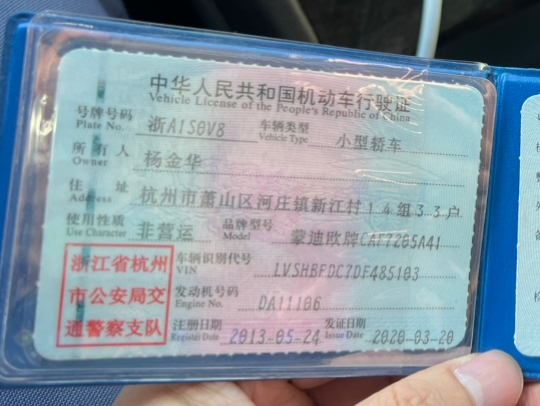 中华人民共和国机动车行驶证
Vehicle License of the People's Republic of China
号牌号码 浙A1S0V8 车辆类型 小型轿车
Plate No. Vehicle Type
所有人 杨金华
Owner
住址 杭州市萧山区河庄镇新江村14组33户
Address
使用性质 非营运 品牌型号 蒙迪欧牌CAF7205A41
Use Character Model
浙江省杭州 车辆识别代号 LVSHBFDC7DF485103
VIN
市公安局交 发动机号码 DA11106
Engine No.
通警察支队 注册日期 2013-05-24 发证日期 2020-03-20
Register Date Issue Date